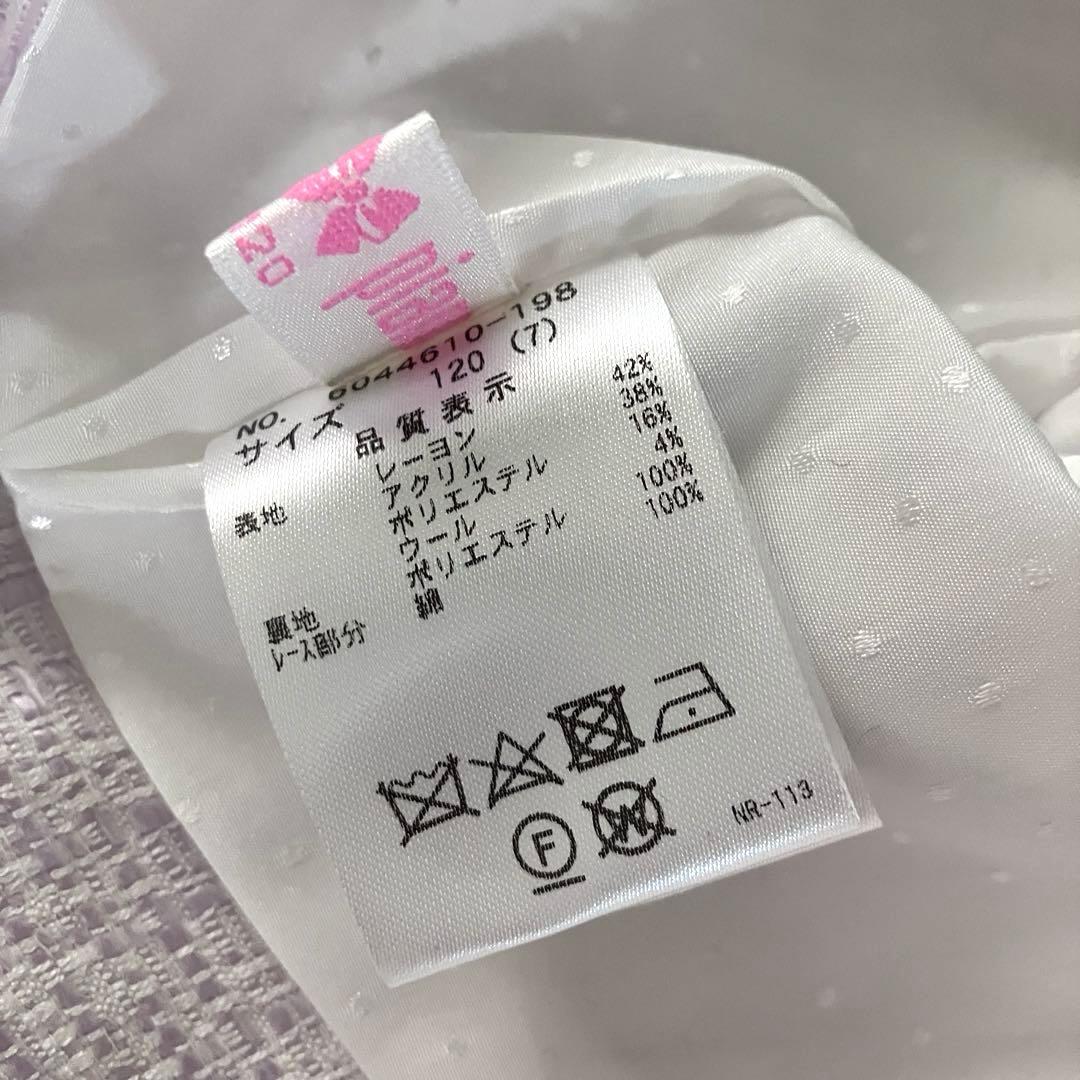 20
NO. 6044610-198
サイズ 120 (7)
品質表示
表地 レーヨン 42%
アクリル 38%
ポリエステル 16%
ウール 4%
裏地 ポリエステル 100%
レース部分 綿 100%
F
W
NR-113